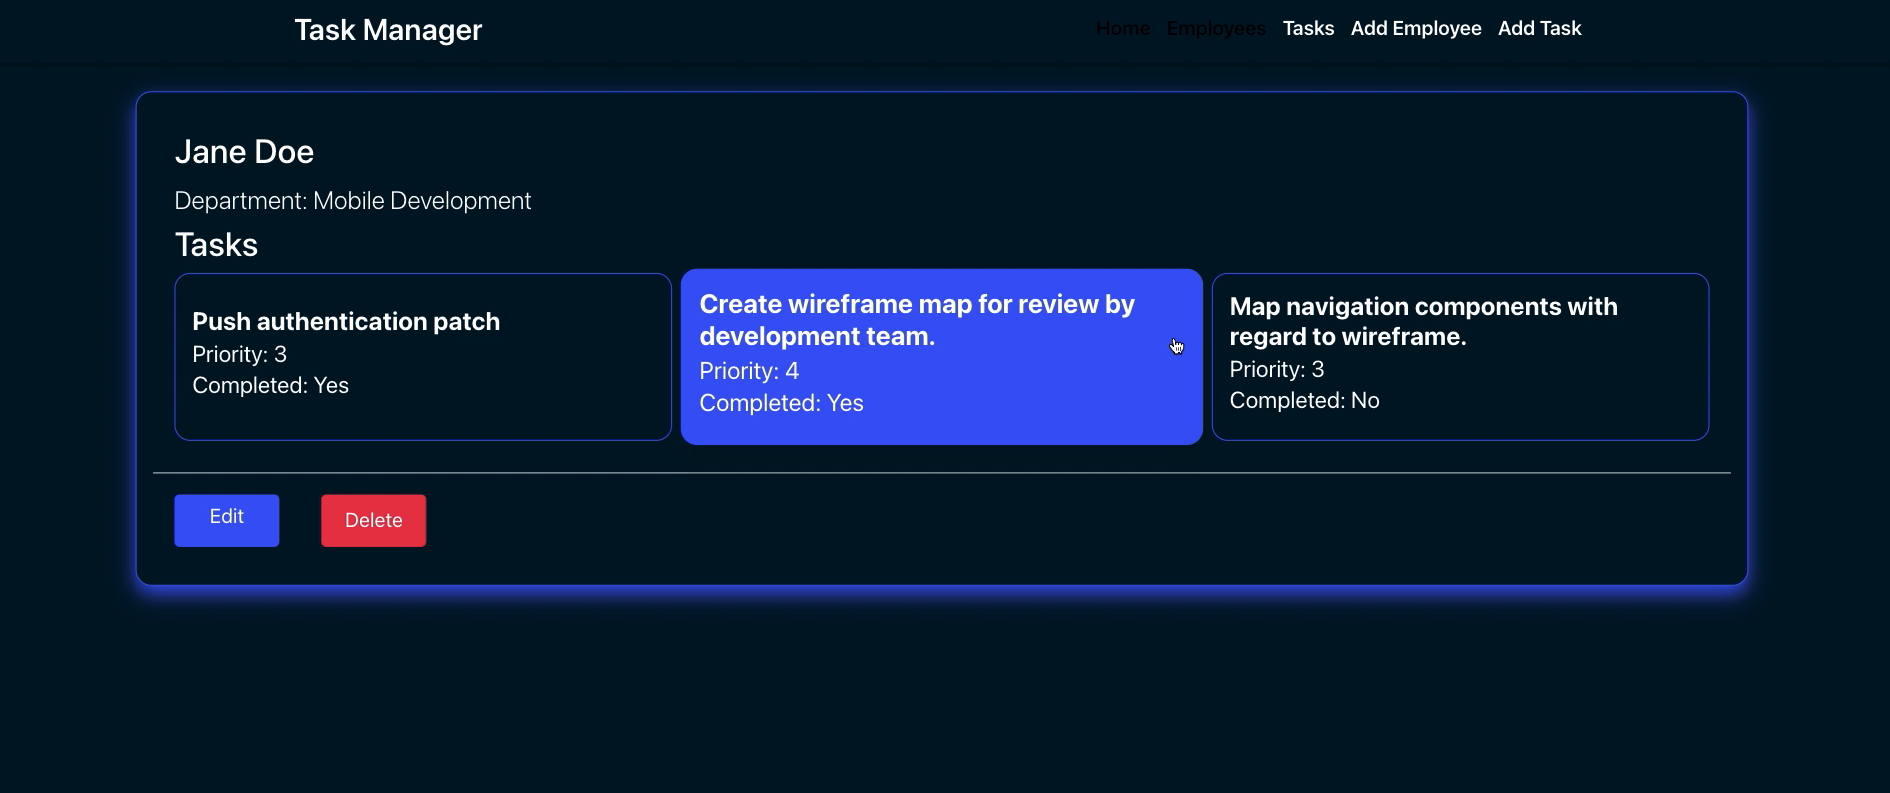 Task Manager
Home Employees Tasks Add Employee Add Task
Jane Doe
Department: Mobile Development
Tasks
Push authentication patch
Priority: 3
Completed: Yes
Create wireframe map for review by
development team.
Priority: 4
Completed: Yes
Map navigation components with
regard to wireframe.
Priority: 3
Completed: No
Edit
Delete